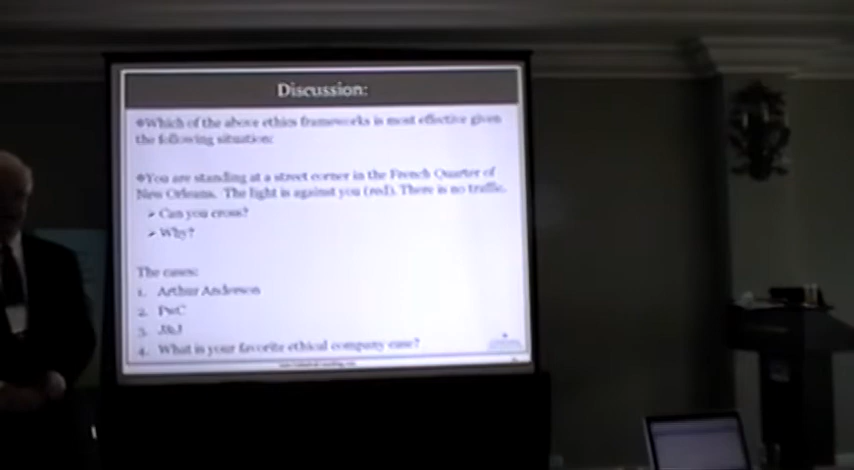 Discussion:
Which of the above ethics frameworks is most effective given
the following situation:
You are standing at a street corner in the French Quarter of
New Orleans. The light is against you (red). There is no traffic.
Can you cross?
Why?
The cases:
1. Arthur Anderson
2. PwC
3. J&J
4. What is your favorite ethical company case?